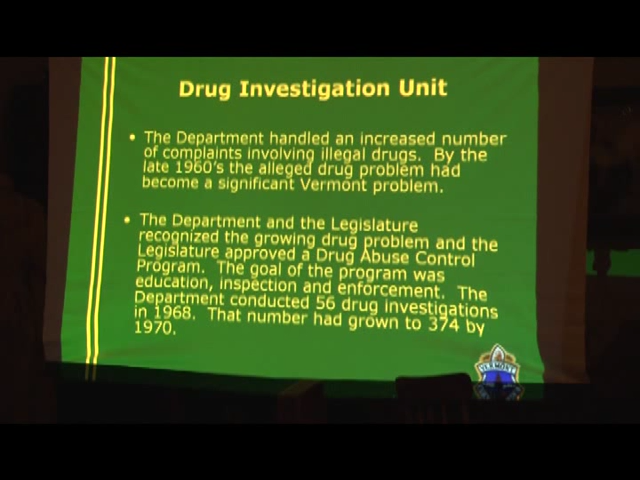 Drug Investigation Unit
• The Department handled an increased number
of complaints involving illegal drugs. By the
late 1960's the alleged drug problem had
become a significant Vermont problem.
• The Department and the Legislature
recognized the growing drug problem and the
Legislature approved a Drug Abuse Control
Program. The goal of the program was
education, inspection and enforcement. The
Department conducted 56 drug investigations
in 1968. That number had grown to 374 by
1970.
VERMONT